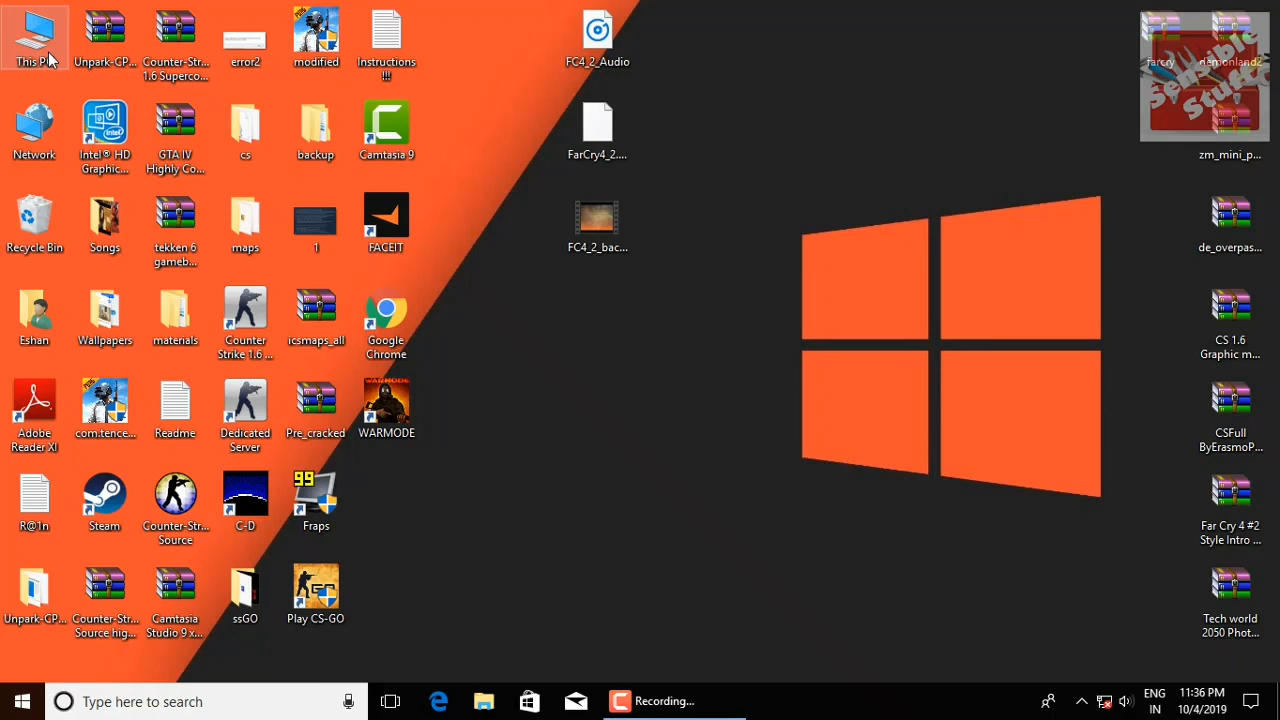 This P
Unpark-CP...
Counter-Str...
1.6 Superco...
error2
modified
Instructions
!!!
FC4_2_Audio
farcry
demonland2
Sensible
Studio
Network
Intel® HD
Graphic...
GTA IV
Highly Co...
cs
backup
Camtasia 9
FarCry4_2....
zm_mini_p...
Recycle Bin
Songs
tekken 6
gameb...
maps
1
FACEIT
FC4_2_bac...
de_overpas...
Eshan
Wallpapers
materials
Counter
Strike 1.6 ...
icsmaps_all
Google
Chrome
CS 1.6
Graphic m...
Adobe
Reader XI
com.tence...
Readme
Dedicated
Server
Pre_cracked
WARMODE
WARMODE
CSFull
ByErasmoP...
R@1n
Steam
Counter-Str...
Source
C-D
99
Fraps
Far Cry 4 #2
Style Intro ...
Unpark-CP...
Counter-Str...
Source hig...
Camtasia
Studio 9 x...
ssGO
Play CS-GO
Tech world
2050 Phot...
Type here to search
Recording...
ENG
IN
11:36 PM
10/4/2019